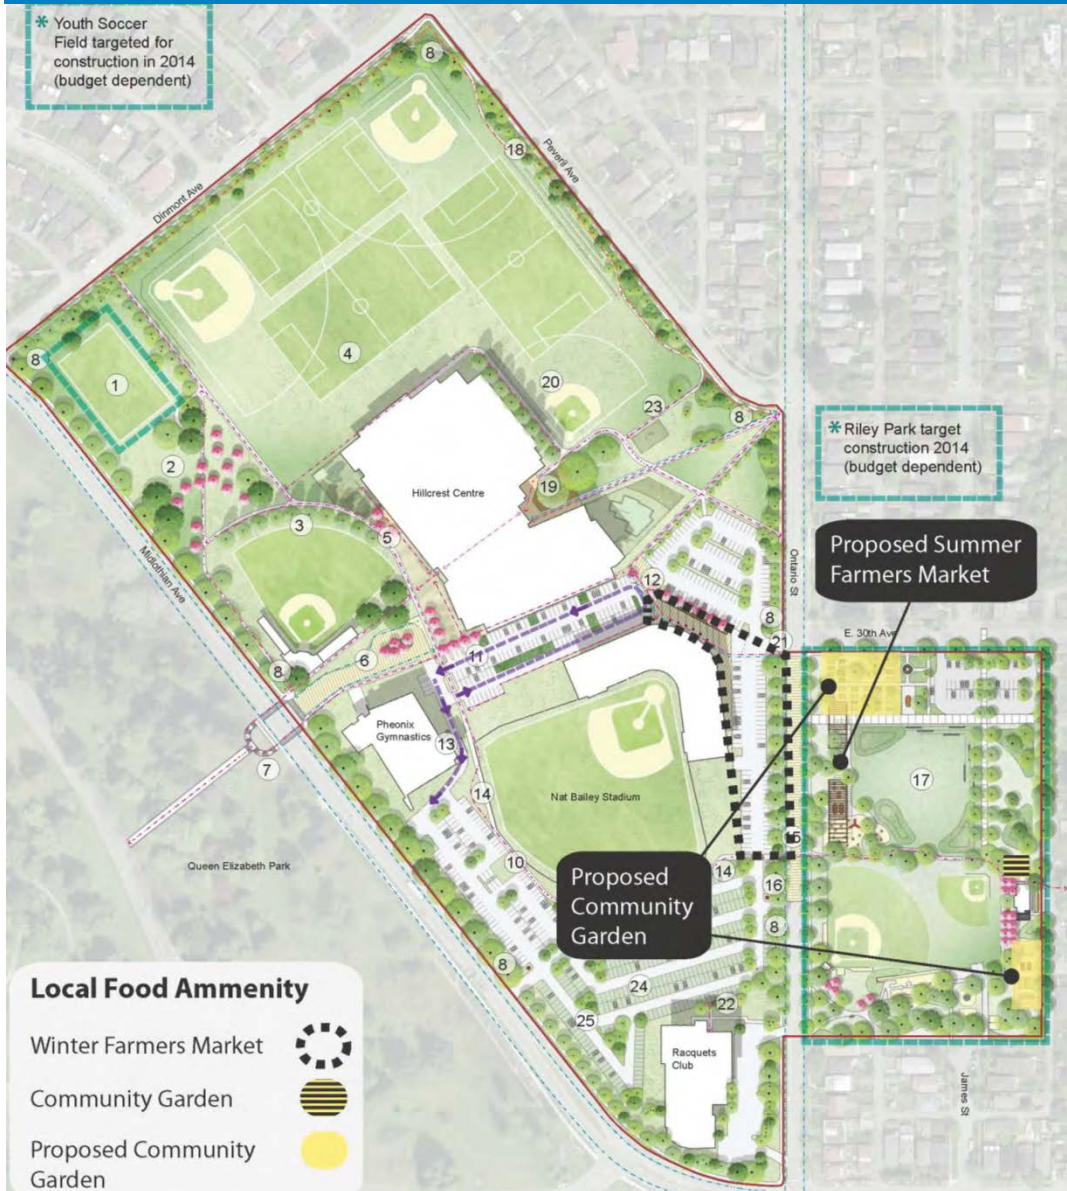 * Youth Soccer
Field targeted for
construction in 2014
(budget dependent)
8
18
Peveril Ave
Dinmont Ave
4
8
1
20
23
8
* Riley Park target
construction 2014
(budget dependent)
2
Hillcrest Centre
19
3
5
Midlothian Ave
Ontario St
Proposed Summer
Farmers Market
12
8
21
E. 30th Ave
11
6
8
Pheonix
Gymnastics
13
7
17
14
Nat Bailey Stadium
15
Queen Elizabeth Park
10
14
Proposed
Community
Garden
16
8
8
24
25
22
Racquets
Club
James St
Local Food Ammenity
Winter Farmers Market
Community Garden
Proposed Community
Garden